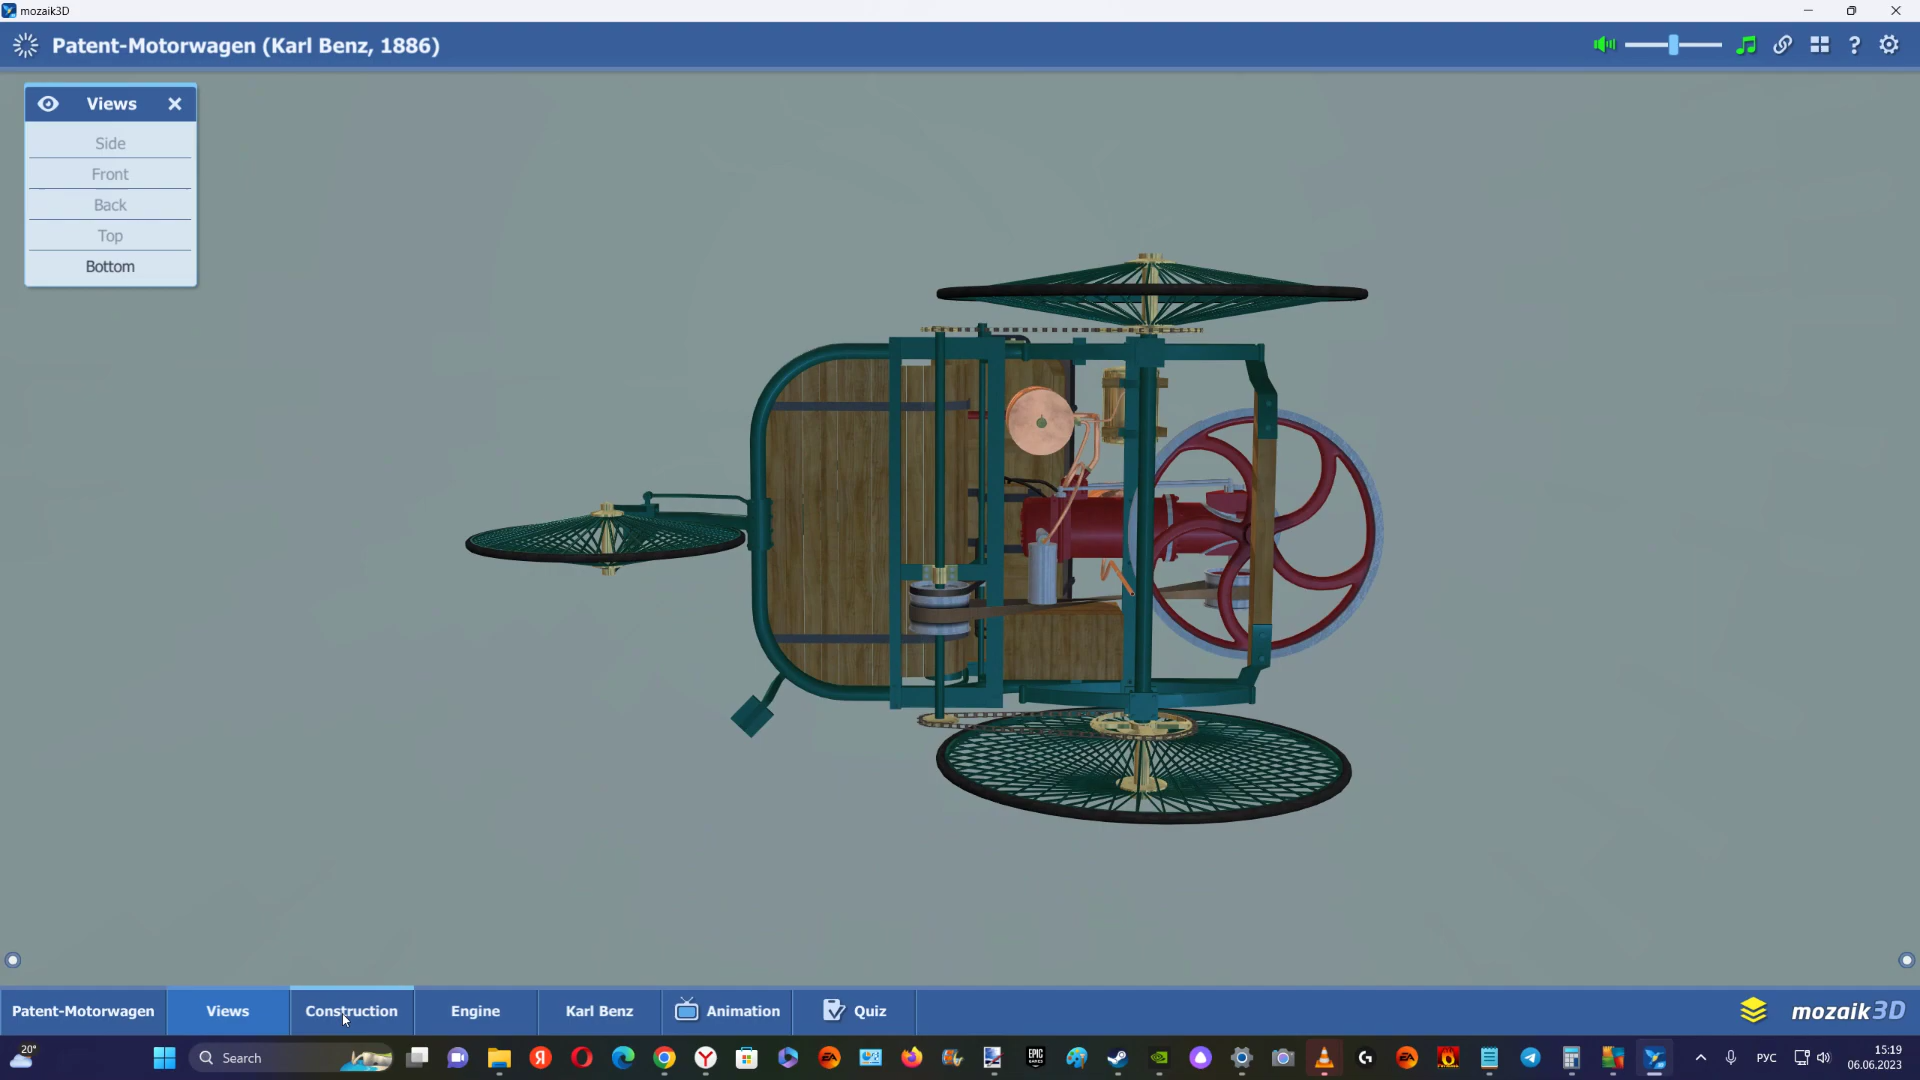 mozaik3D
Patent-Motorwagen (Karl Benz, 1886)
?
Views
Side
Front
Back
Top
Bottom
Patent-Motorwagen
Views
Construction
Engine
Karl Benz
Animation
Quiz
mozaik3D
20°
Search
РУС
15:19
06.06.2023